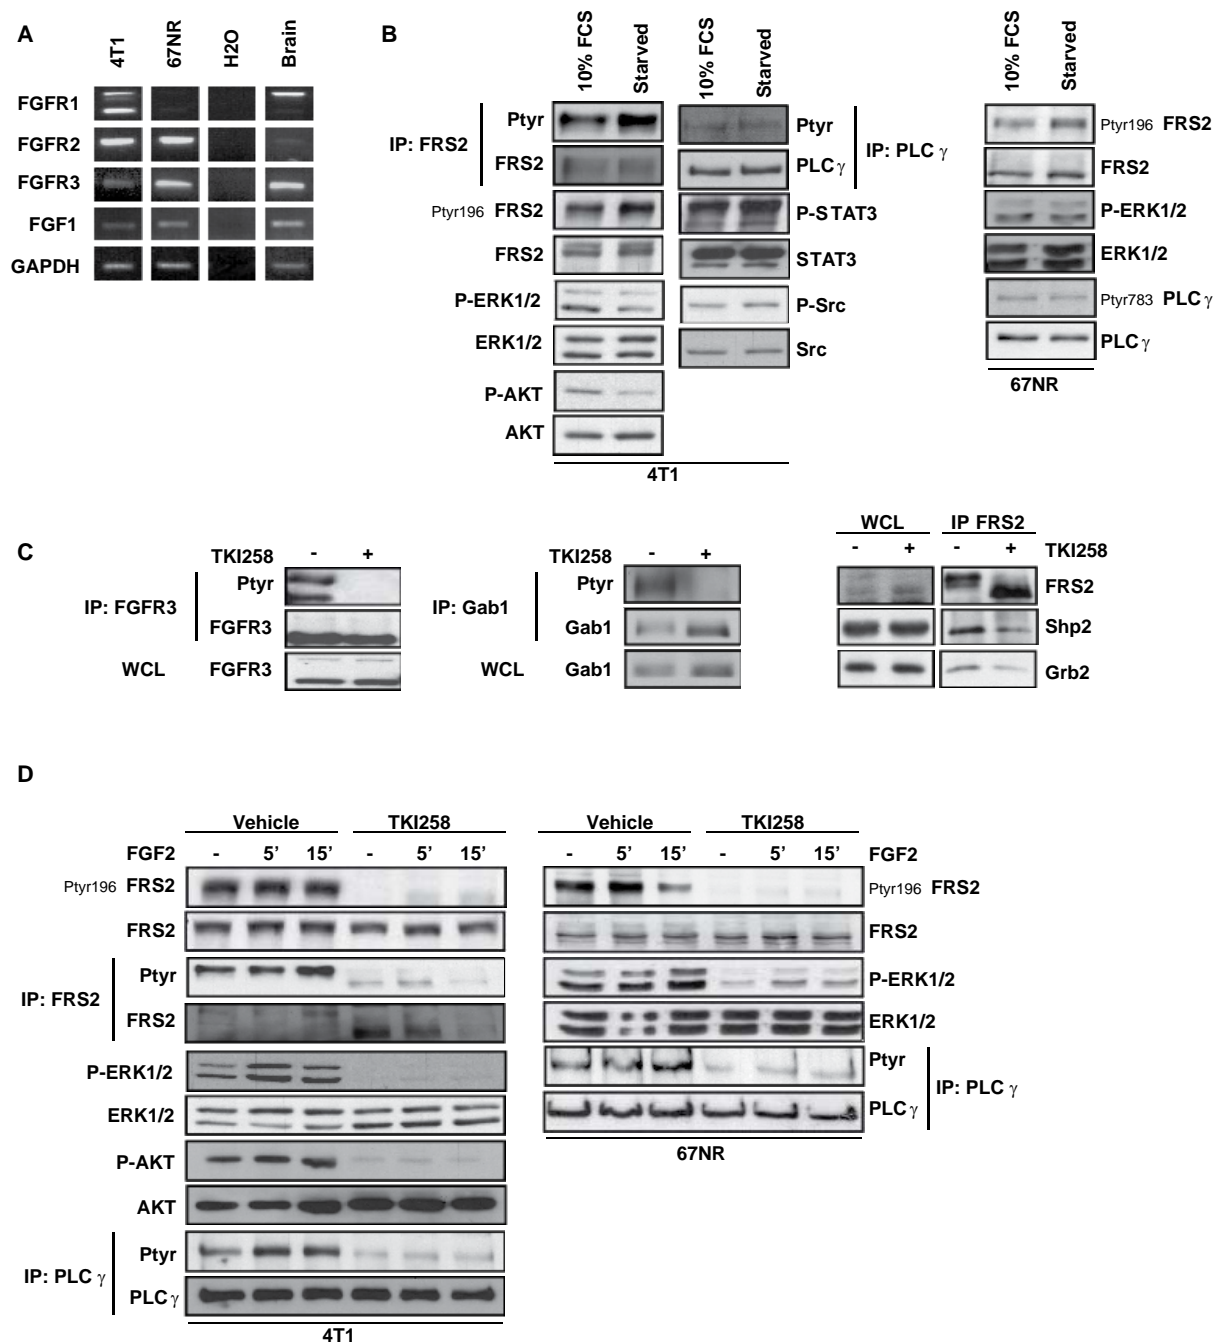 A
4T1 67NR H2O Brain
FGFR1
FGFR2
FGFR3
FGF1
GAPDH
B
10% FCS Starved 10% FCS Starved 10% FCS Starved
IP: FRS2
Ptyr
FRS2
Ptyr196 FRS2
FRS2
P-ERK1/2
ERK1/2
P-AKT
AKT
Ptyr
PLC γ
IP: PLC γ
P-STAT3
STAT3
P-Src
Src
4T1
Ptyr196 FRS2
FRS2
P-ERK1/2
ERK1/2
Ptyr783 PLC γ
PLC γ
67NR
C
TKI258 - +
IP: FGFR3
Ptyr
FGFR3
WCL FGFR3
TKI258 - +
IP: Gab1
Ptyr
Gab1
WCL Gab1
WCL IP FRS2
- + - + TKI258
FRS2
Shp2
Grb2
D
Vehicle TKI258
FGF2 - 5’ 15’ - 5’ 15’
Ptyr196 FRS2
FRS2
IP: FRS2
Ptyr
FRS2
P-ERK1/2
ERK1/2
P-AKT
AKT
IP: PLC γ
Ptyr
PLC γ
4T1
Vehicle TKI258
- 5’ 15’ - 5’ 15’ FGF2
Ptyr196 FRS2
FRS2
P-ERK1/2
ERK1/2
Ptyr
PLC γ
IP: PLC γ
67NR